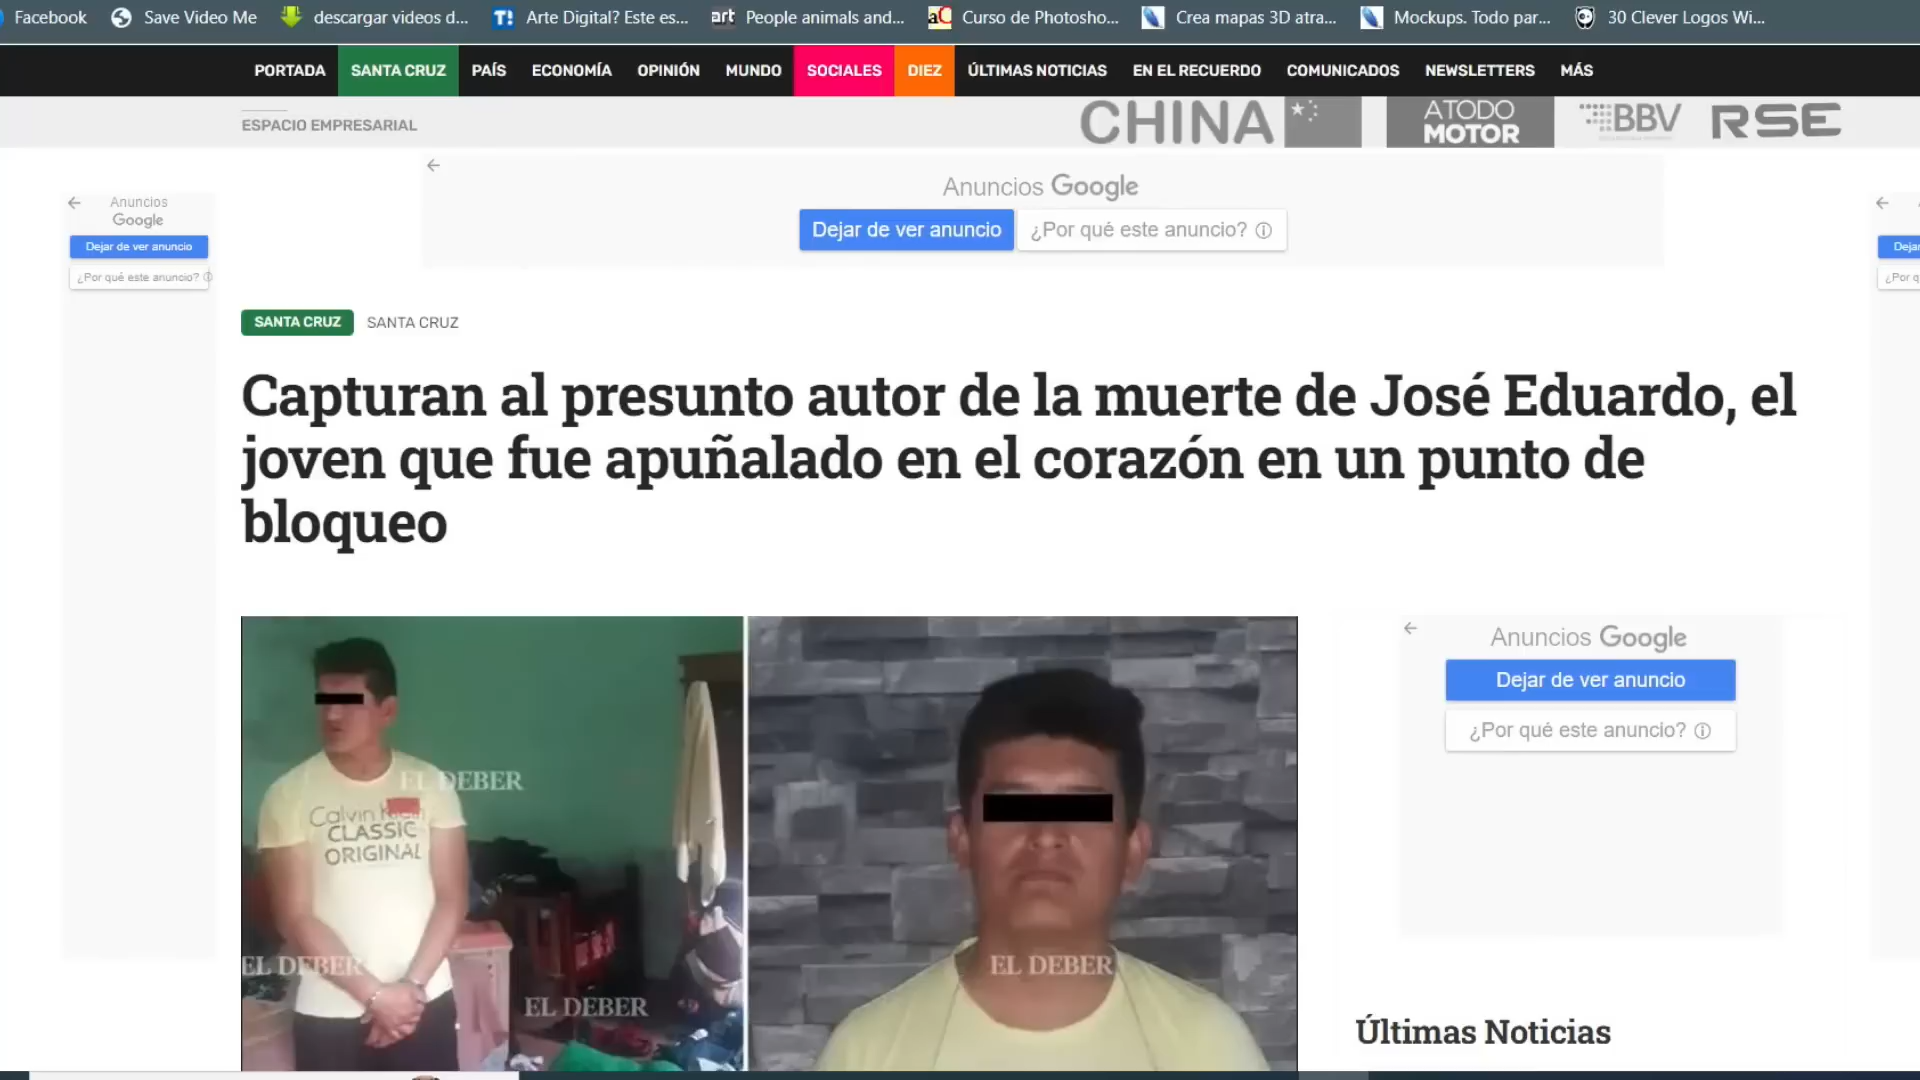 Facebook
Save Video Me
descargar videos d...
Arte Digital? Este es...
People animals and...
Curso de Photosho...
Crea mapas 3D atra...
Mockups. Todo par...
30 Clever Logos Wi...
PORTADA
SANTA CRUZ
PAÍS
ECONOMÍA
OPINIÓN
MUNDO
SOCIALES
DIEZ
ÚLTIMAS NOTICIAS
EN EL RECUERDO
COMUNICADOS
NEWSLETTERS
MÁS
ESPACIO EMPRESARIAL
CHINA
ATODO
MOTOR
BBV
RSE
Anuncios Google
Dejar de ver anuncio
¿Por qué este anuncio?
Anuncios
Google
Dejar de ver anuncio
¿Por qué este anuncio?
Dejar
¿Por q
SANTA CRUZ
SANTA CRUZ
Capturan al presunto autor de la muerte de José Eduardo, el
joven que fue apuñalado en el corazón en un punto de
bloqueo
EL DEBER
Calvin Klein
CLASSIC
ORIGINAL
EL DEBER
EL DEBER
EL DEBER
Anuncios Google
Dejar de ver anuncio
¿Por qué este anuncio?
Últimas Noticias